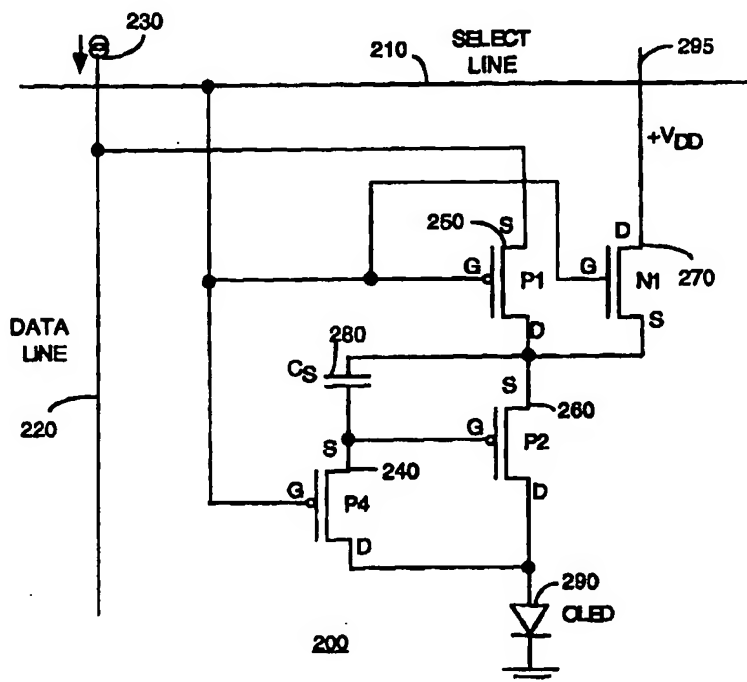 230
SELECT
LINE
210
295
+VDD
S
250
D
G
P1
G
N1
270
D
S
DATA
LINE
280
CS
S
260
220
G
P2
S
240
G
P4
D
D
290
OLED
200